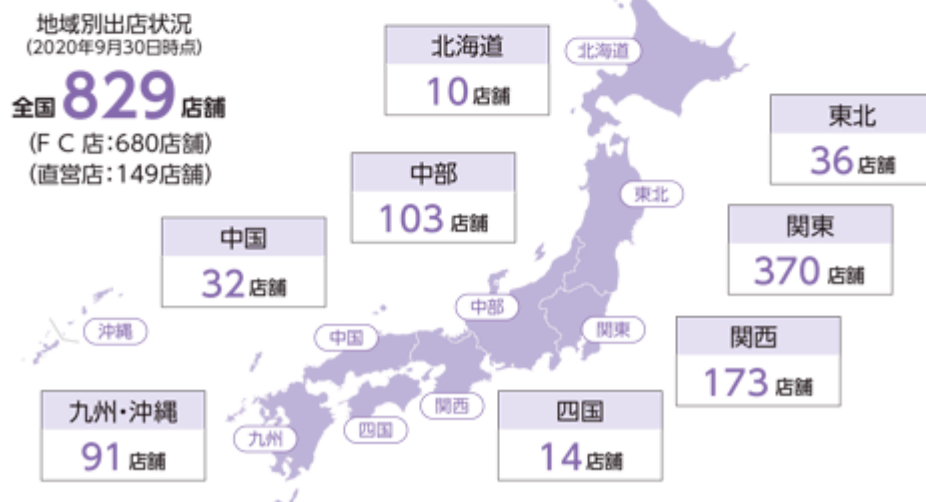 地域別出店状況
(2020年9月30日時点)
全国829店舗
(ＦＣ店:680店舗)
(直営店:149店舗)
北海道
10店舗
北海道
東北
36店舗
中部
103店舗
東北
関東
370店舗
中国
32店舗
中部
沖縄
中国
関東
関西
173店舗
九州・沖縄
91店舗
九州
四国
関西
四国
14店舗